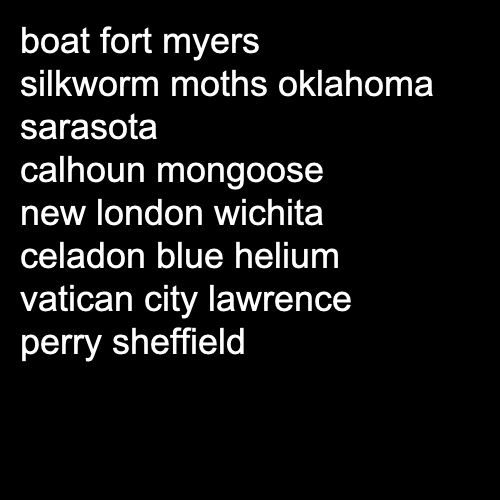 boat fort myers
silkworm moths oklahoma
sarasota
calhoun mongoose
new london wichita
celadon blue helium
vatican city lawrence
perry sheffield